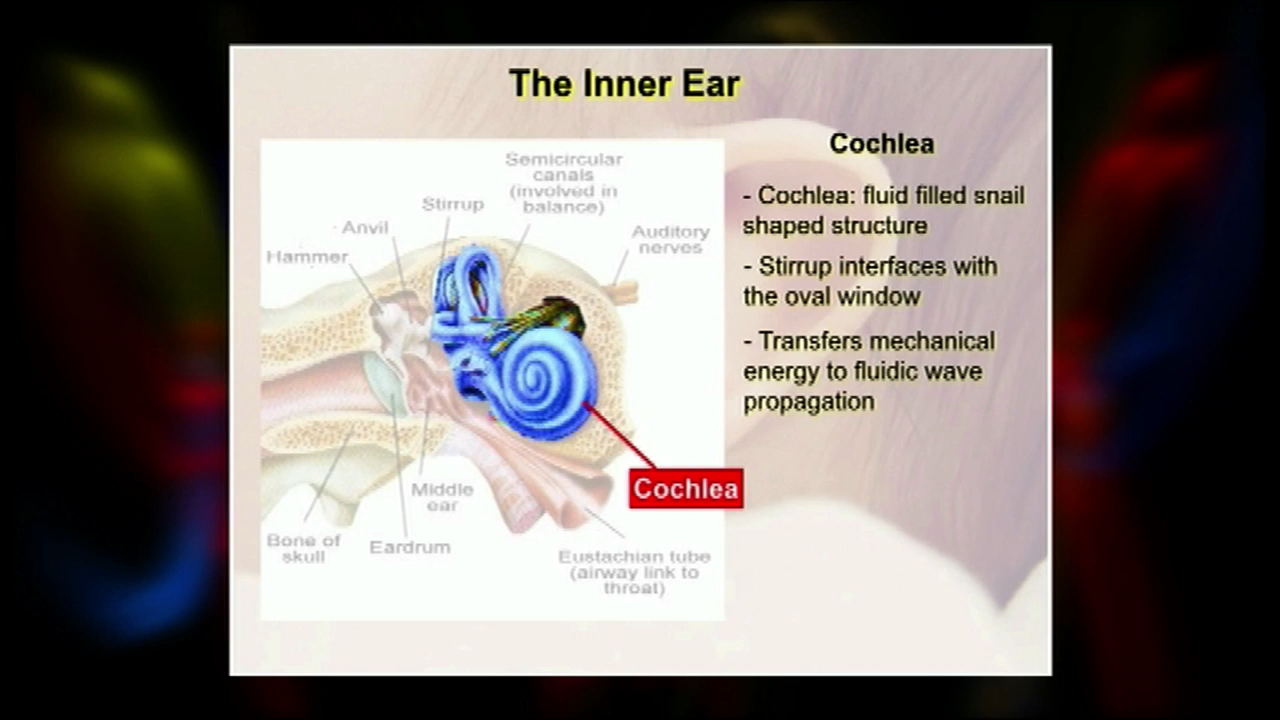 The Inner Ear
Semicircular
canals
(involved in
balance)
Stirrup
Anvil
Hammer
Auditory
nerves
Cochlea
Middle
ear
Bone of
skull
Eardrum
Eustachian tube
(airway link to
throat)
Cochlea
- Cochlea: fluid filled snail
shaped structure
- Stirrup interfaces with
the oval window
- Transfers mechanical
energy to fluidic wave
propagation